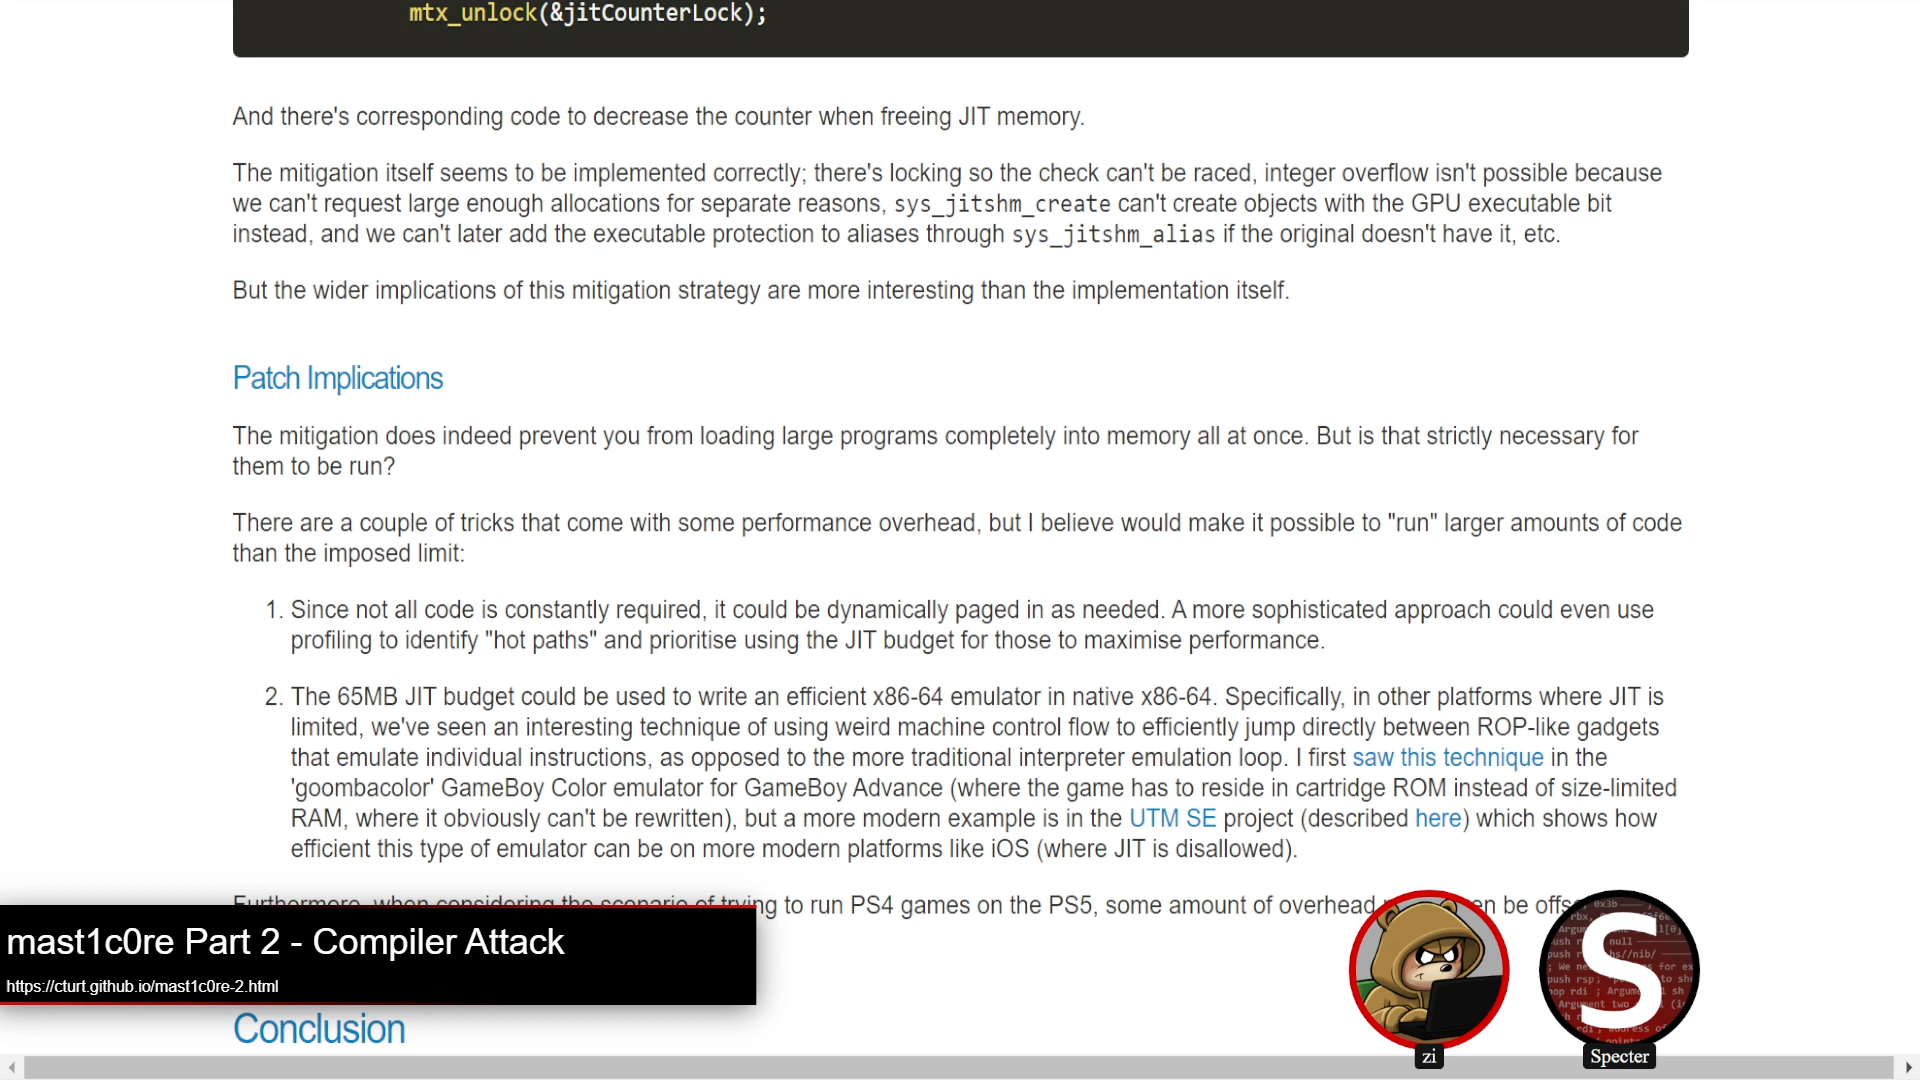 mtx_unlock(&jitCounterLock);
And there's corresponding code to decrease the counter when freeing JIT memory.
The mitigation itself seems to be implemented correctly; there's locking so the check can't be raced, integer overflow isn't possible because
we can't request large enough allocations for separate reasons, sys_jitshm_create can't create objects with the GPU executable bit
instead, and we can't later add the executable protection to aliases through sys_jitshm_alias if the original doesn't have it, etc.
But the wider implications of this mitigation strategy are more interesting than the implementation itself.
Patch Implications
The mitigation does indeed prevent you from loading large programs completely into memory all at once. But is that strictly necessary for
them to be run?
There are a couple of tricks that come with some performance overhead, but I believe would make it possible to "run" larger amounts of code
than the imposed limit:
1. Since not all code is constantly required, it could be dynamically paged in as needed. A more sophisticated approach could even use
profiling to identify "hot paths" and prioritise using the JIT budget for those to maximise performance.
2. The 65MB JIT budget could be used to write an efficient x86-64 emulator in native x86-64. Specifically, in other platforms where JIT is
limited, we've seen an interesting technique of using weird machine control flow to efficiently jump directly between ROP-like gadgets
that emulate individual instructions, as opposed to the more traditional interpreter emulation loop. I first saw this technique in the
'goombacolor' GameBoy Color emulator for GameBoy Advance (where the game has to reside in cartridge ROM instead of size-limited
RAM, where it obviously can't be rewritten), but a more modern example is in the UTM SE project (described here) which shows how
efficient this type of emulator can be on more modern platforms like iOS (where JIT is disallowed).
Furthermore, when considering the scenario of trying to run PS4 games on the PS5, some amount of overhead en be offs
mast1c0re Part 2 - Compiler Attack
https://cturt.github.io/mast1c0re-2.html
Conclusion
S
zi
Specter